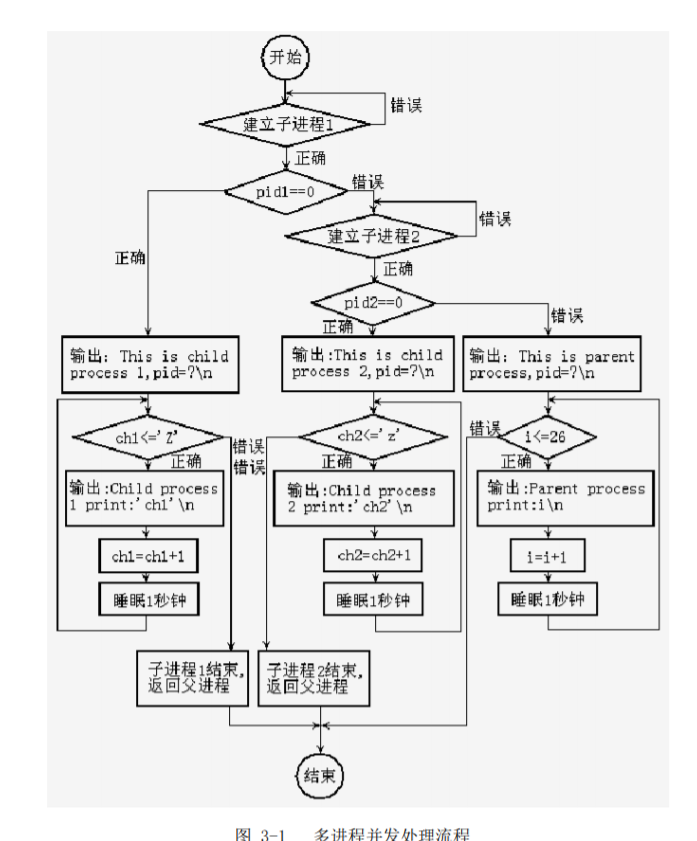 开始
错误
建立子进程1
正确
pid1==0
错误
错误
建立子进程2
正确
正确
pid2==0
正确
错误
输出: This is child
process 1,pid=?\n
输出:This is child
process 2,pid=?\n
输出: This is parent
process,pid=?\n
ch1<='Z'
错误
正确
输出:Child process
1 print:'ch1'\n
ch1=ch1+1
睡眠1秒钟
ch2<='z'
错误
正确
输出:Child process
2 print:'ch2'\n
ch2=ch2+1
睡眠1秒钟
i<=26
错误
正确
输出:Parent process
print:i\n
i=i+1
睡眠1秒钟
子进程1结束,
返回父进程
子进程2结束,
返回父进程
结束
图 3-1 多进程并发处理流程